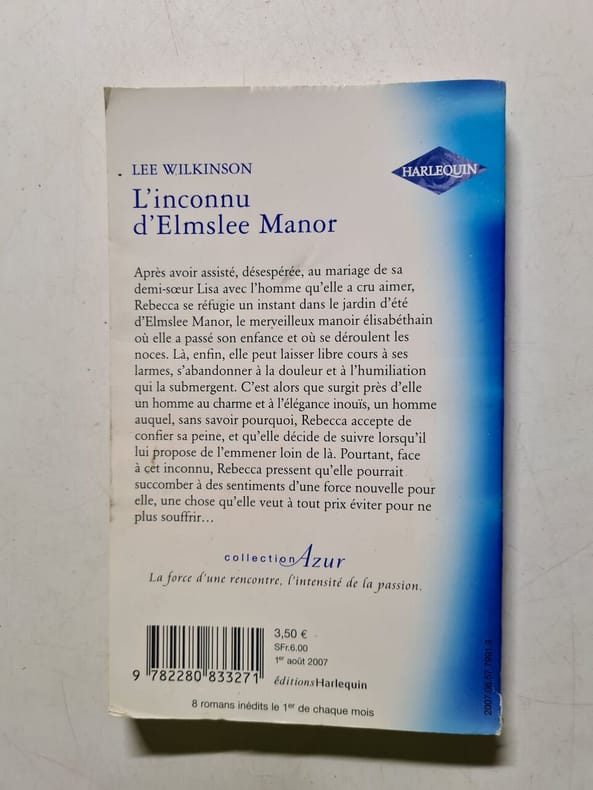 LEE WILKINSON
HARLEQUIN
L'inconnu
d'Elmslee Manor
Après avoir assisté, désespérée, au mariage de sa
demi-sœur Lisa avec l'homme qu'elle a cru aimer,
Rebecca se réfugie un instant dans le jardin d'été
d'Elmslee Manor, le merveilleux manoir élisabéthain
où elle a passé son enfance et où se déroulent les
noces. Là, enfin, elle peut laisser libre cours à ses
larmes, s'abandonner à la douleur et à l'humiliation
qui la submergent. C'est alors que surgit près d'elle
un homme au charme et à l'élégance inouïs, un homme
auquel, sans savoir pourquoi, Rebecca accepte de
confier sa peine, et qu'elle décide de suivre lorsqu'il
lui propose de l'emmener loin de là. Pourtant, face
à cet inconnu, Rebecca pressent qu'elle pourrait
succomber à des sentiments d'une force nouvelle pour
elle, une chose qu'elle veut à tout prix éviter pour ne
plus souffrir…
collection Azur
La force d'une rencontre, l'intensité de la passion.
3,50 €
SFr.6.00
1er août 2007
éditionsHarlequin
9 782280 833271
8 romans inédits le 1er de chaque mois